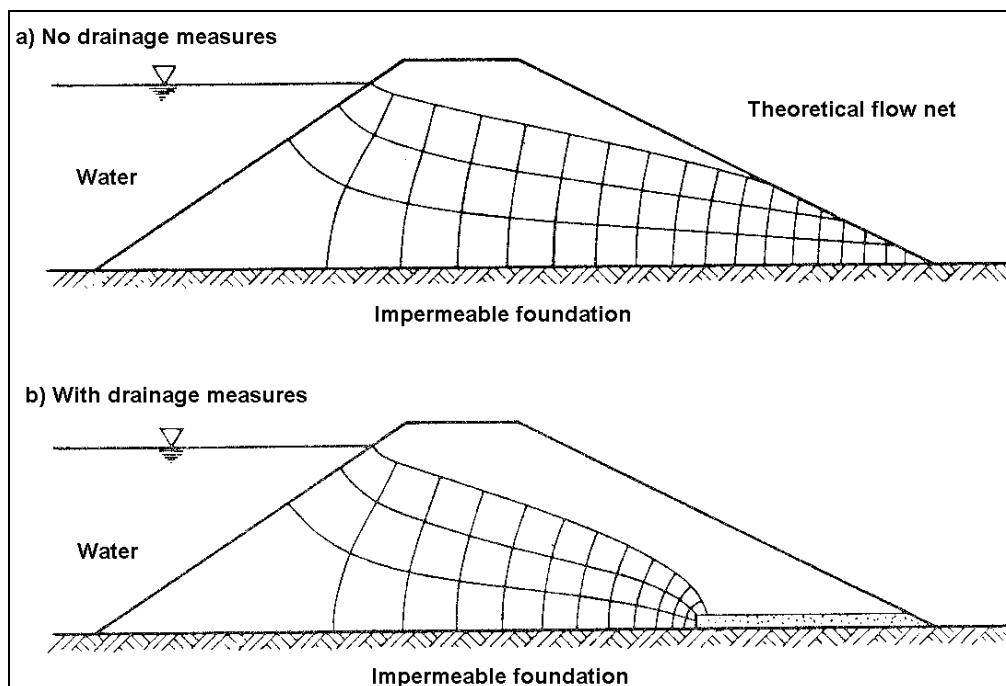 a) No drainage measures
Theoretical flow net
Water
Impermeable foundation
b) With drainage measures
Water
Impermeable foundation